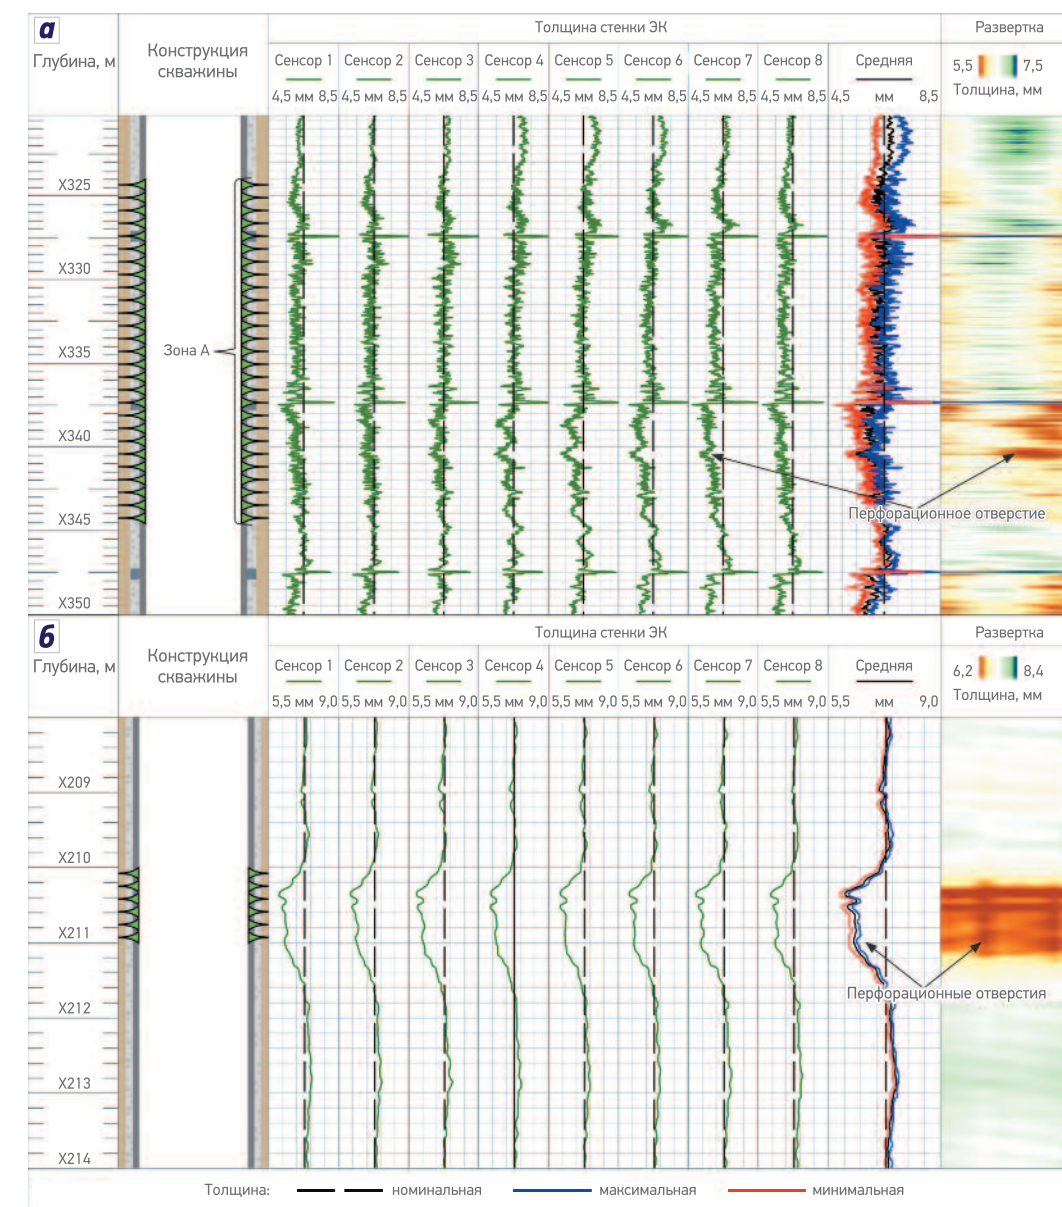 а
Толщина стенки ЭК
Развертка
Глубина, м
Конструкция
скважины
Сенсор 1 Сенсор 2 Сенсор 3 Сенсор 4 Сенсор 5 Сенсор 6 Сенсор 7 Сенсор 8 Средняя
5,5 7,5
Толщина, мм
4,5 мм 8,5 4,5 мм 8,5 4,5 мм 8,5 4,5 мм 8,5 4,5 мм 8,5 4,5 мм 8,5 4,5 мм 8,5 4,5 мм 8,5 4,5 мм 8,5
X325
X330
X335
Зона А
X340
X345
Перфорационное отверстие
X350
б
Толщина стенки ЭК
Развертка
Глубина, м
Конструкция
скважины
Сенсор 1 Сенсор 2 Сенсор 3 Сенсор 4 Сенсор 5 Сенсор 6 Сенсор 7 Сенсор 8 Средняя
6,2 8,4
Толщина, мм
5,5 мм 9,0 5,5 мм 9,0 5,5 мм 9,0 5,5 мм 9,0 5,5 мм 9,0 5,5 мм 9,0 5,5 мм 9,0 5,5 мм 9,0 5,5 мм 9,0
X209
X210
X211
Перфорационные отверстия
X212
X213
X214
Толщина: номинальная максимальная минимальная